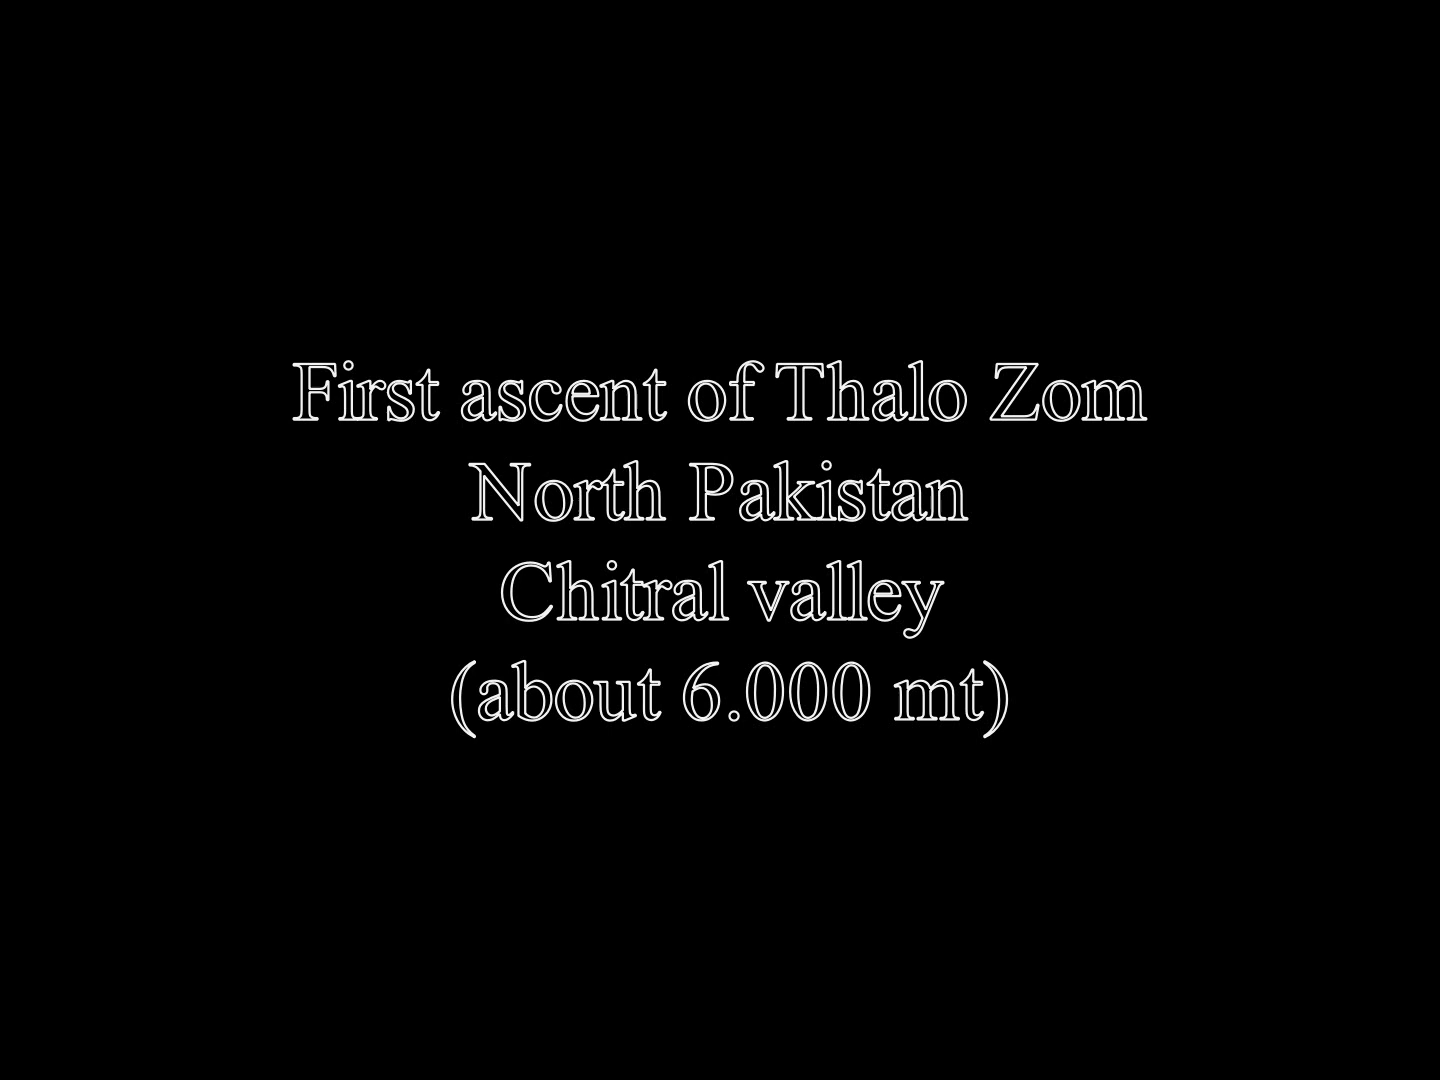 First ascent of Thalo Zom
North Pakistan
Chitral valley
(about 6.000 mt)